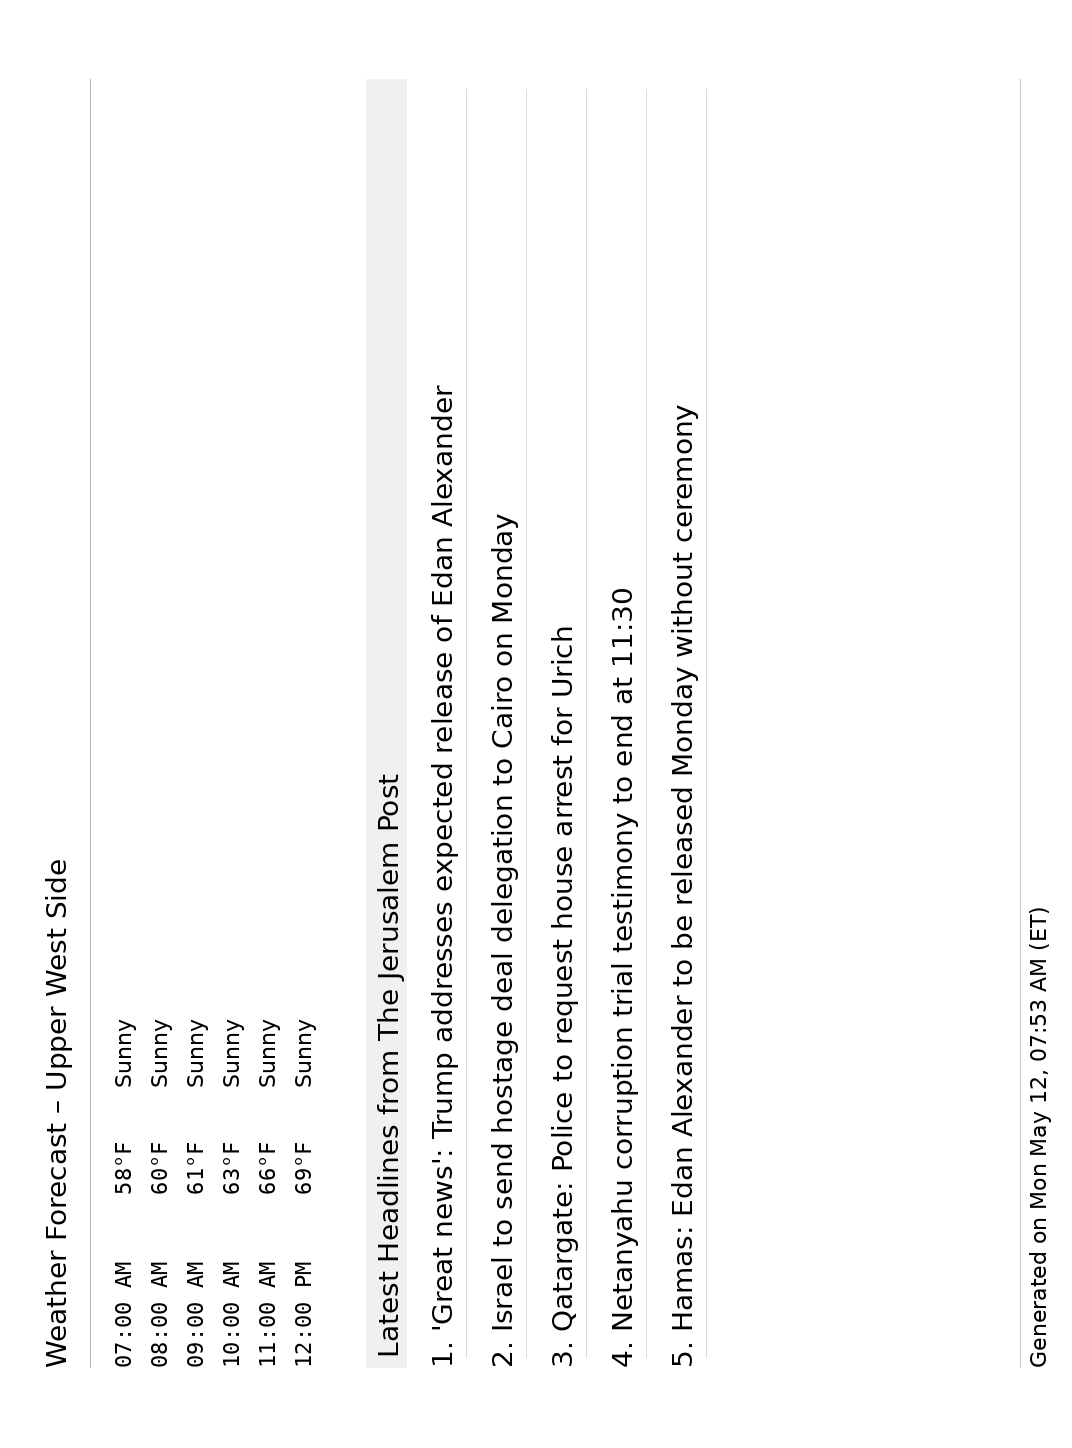 Weather Forecast – Upper West Side
07:00 AM 58°F Sunny
08:00 AM 60°F Sunny
09:00 AM 61°F Sunny
10:00 AM 63°F Sunny
11:00 AM 66°F Sunny
12:00 PM 69°F Sunny
Latest Headlines from The Jerusalem Post
1. 'Great news': Trump addresses expected release of Edan Alexander
2. Israel to send hostage deal delegation to Cairo on Monday
3. Qatargate: Police to request house arrest for Urich
4. Netanyahu corruption trial testimony to end at 11:30
5. Hamas: Edan Alexander to be released Monday without ceremony
Generated on Mon May 12, 07:53 AM (ET)